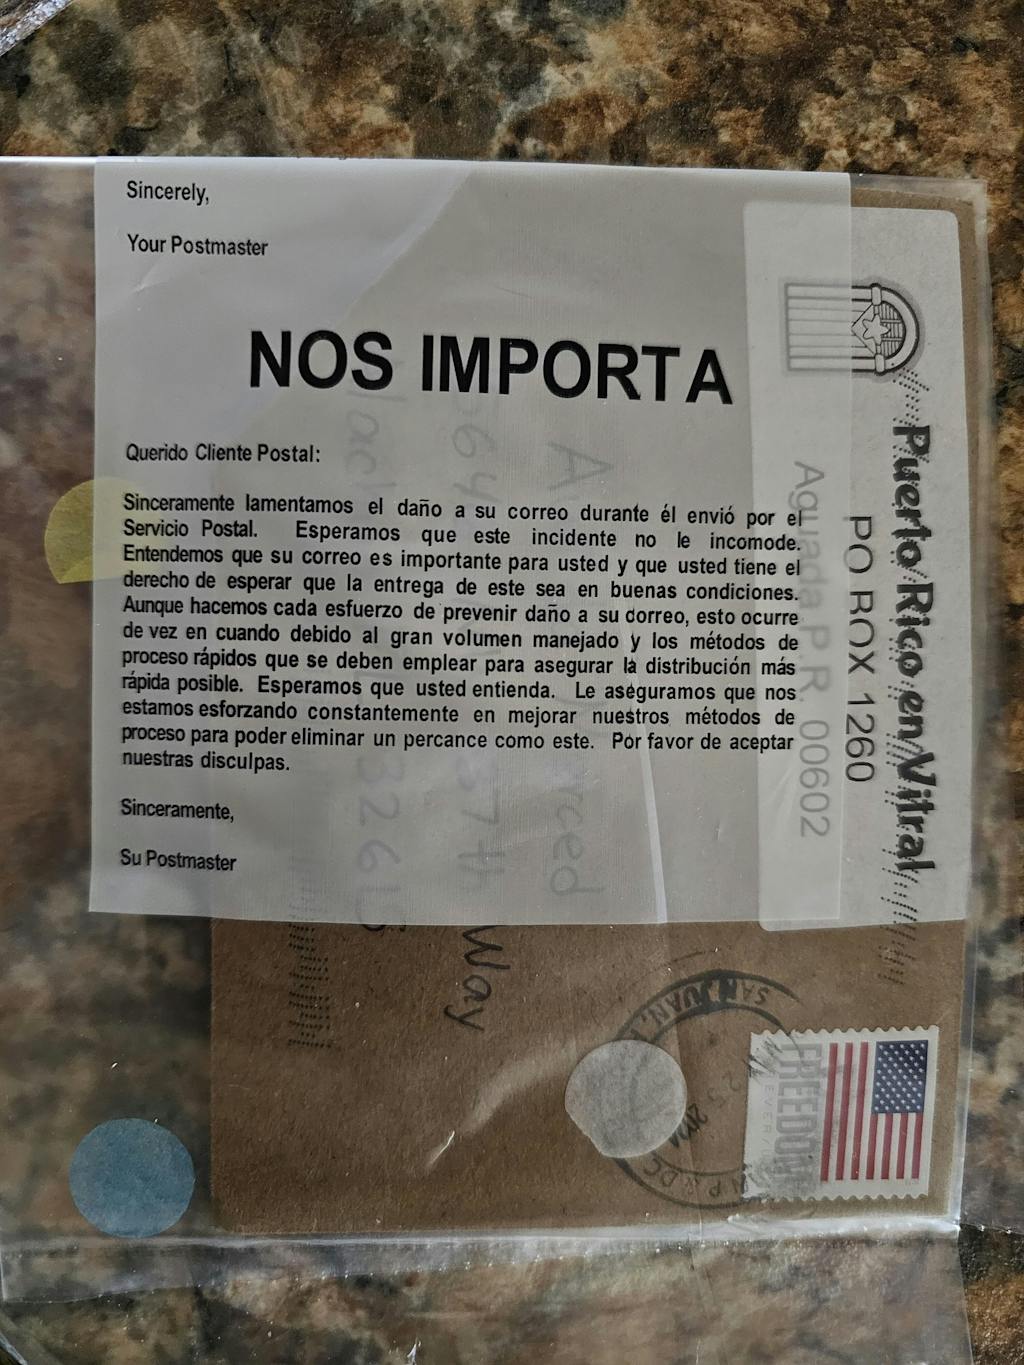 Sincerely,
Your Postmaster
NOS IMPORTA
Querido Cliente Postal:
Sinceramente lamentamos el daño a su correo durante él envió por el
Servicio Postal. Esperamos que este incidente no le incomode.
Entendemos que su correo es importante para usted y que usted tiene el
derecho de esperar que la entrega de este sea en buenas condiciones.
Aunque hacemos cada esfuerzo de prevenir daño a su correo, esto ocurre
de vez en cuando debido al gran volumen manejado y los métodos de
proceso rápidos que se deben emplear para asegurar la distribución más
rápida posible. Esperamos que usted entienda. Le aseguramos que nos
estamos esforzando constantemente en mejorar nuestros métodos de
proceso para poder eliminar un percance como este. Por favor de aceptar
nuestras disculpas.
Sinceramente,
Su Postmaster
Puerto Rico en Vitral
PO BOX 1260
Aguada P.R. 00602
Way
SAN JUAN,
P&DC
FREEDOM
FOREVER